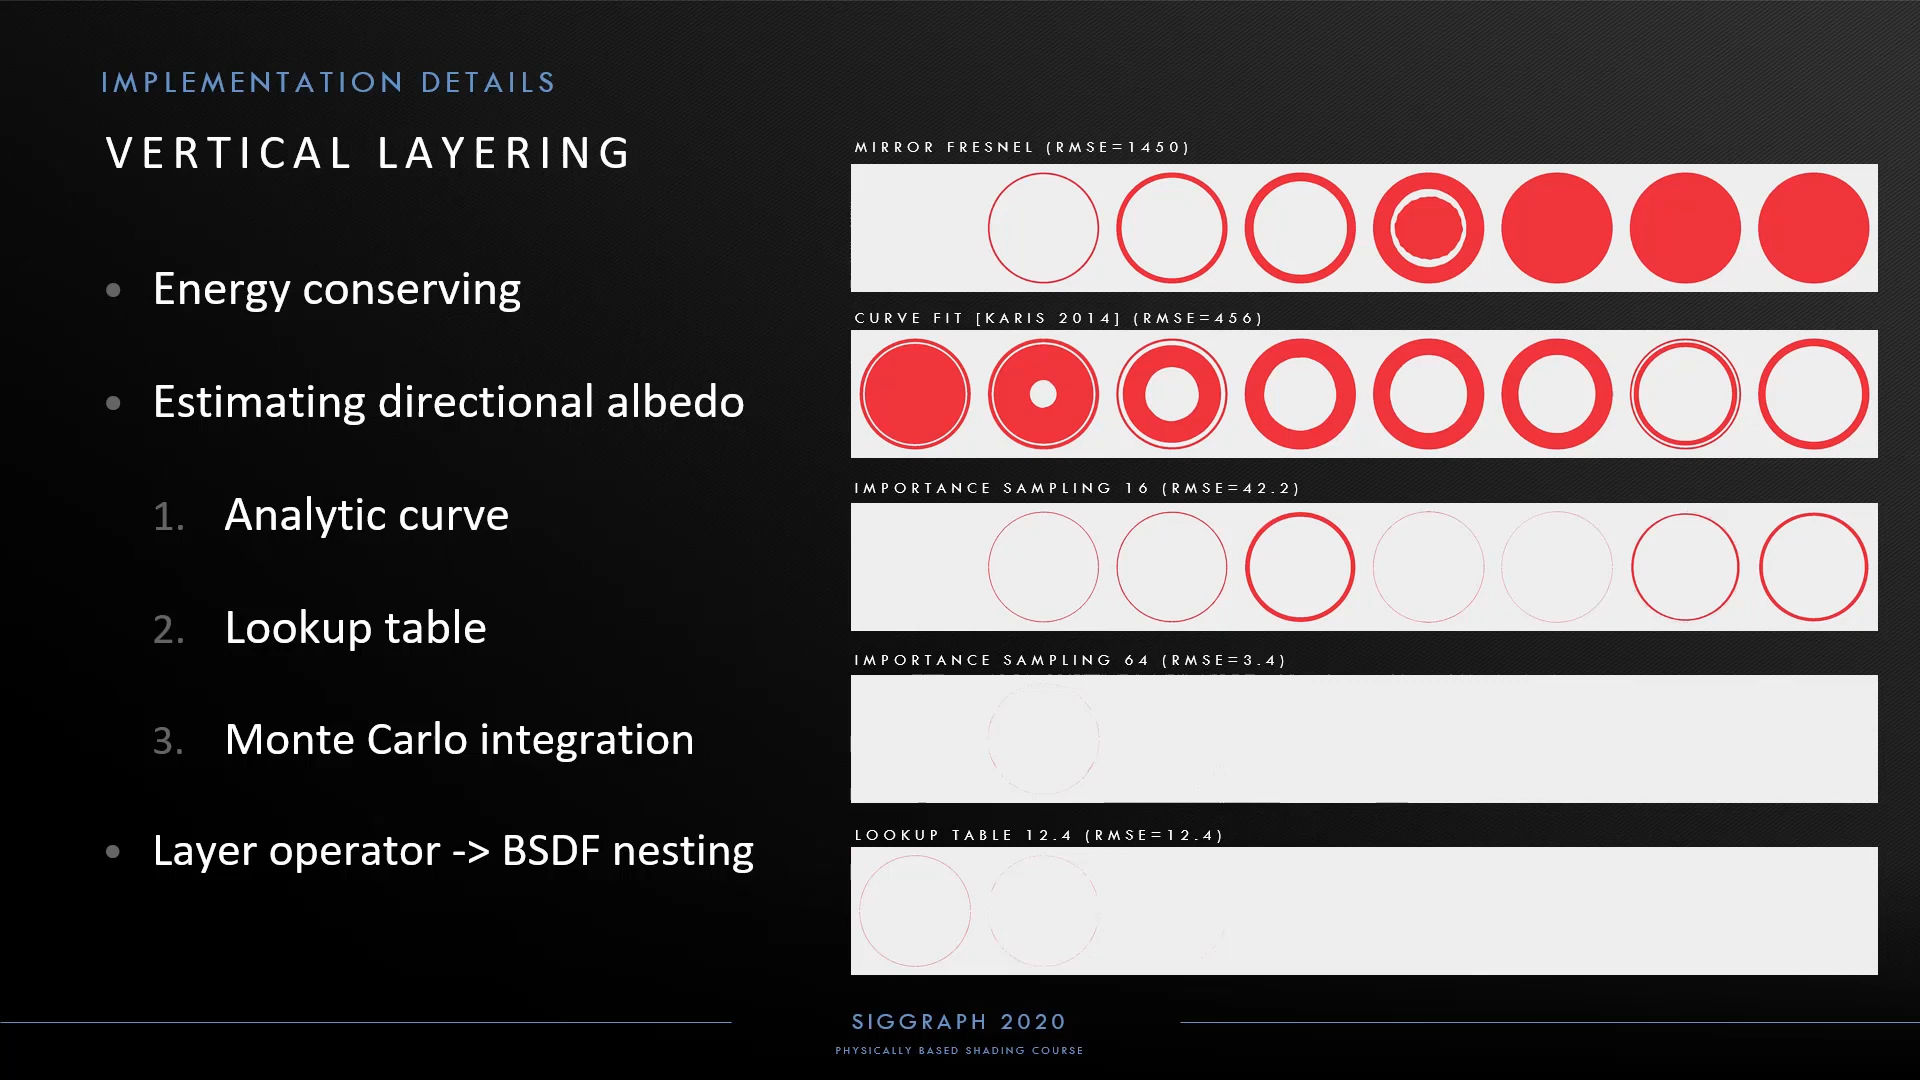 IMPLEMENTATION DETAILS
VERTICAL LAYERING
• Energy conserving
• Estimating directional albedo
1. Analytic curve
2. Lookup table
3. Monte Carlo integration
• Layer operator -> BSDF nesting
MIRROR FRESNEL (RMSE=1450)
CURVE FIT [KARIS 2014] (RMSE=456)
IMPORTANCE SAMPLING 16 (RMSE=42.2)
IMPORTANCE SAMPLING 64 (RMSE=3.4)
LOOKUP TABLE 12.4 (RMSE=12.4)
SIGGRAPH 2020
PHYSICALLY BASED SHADING COURSE